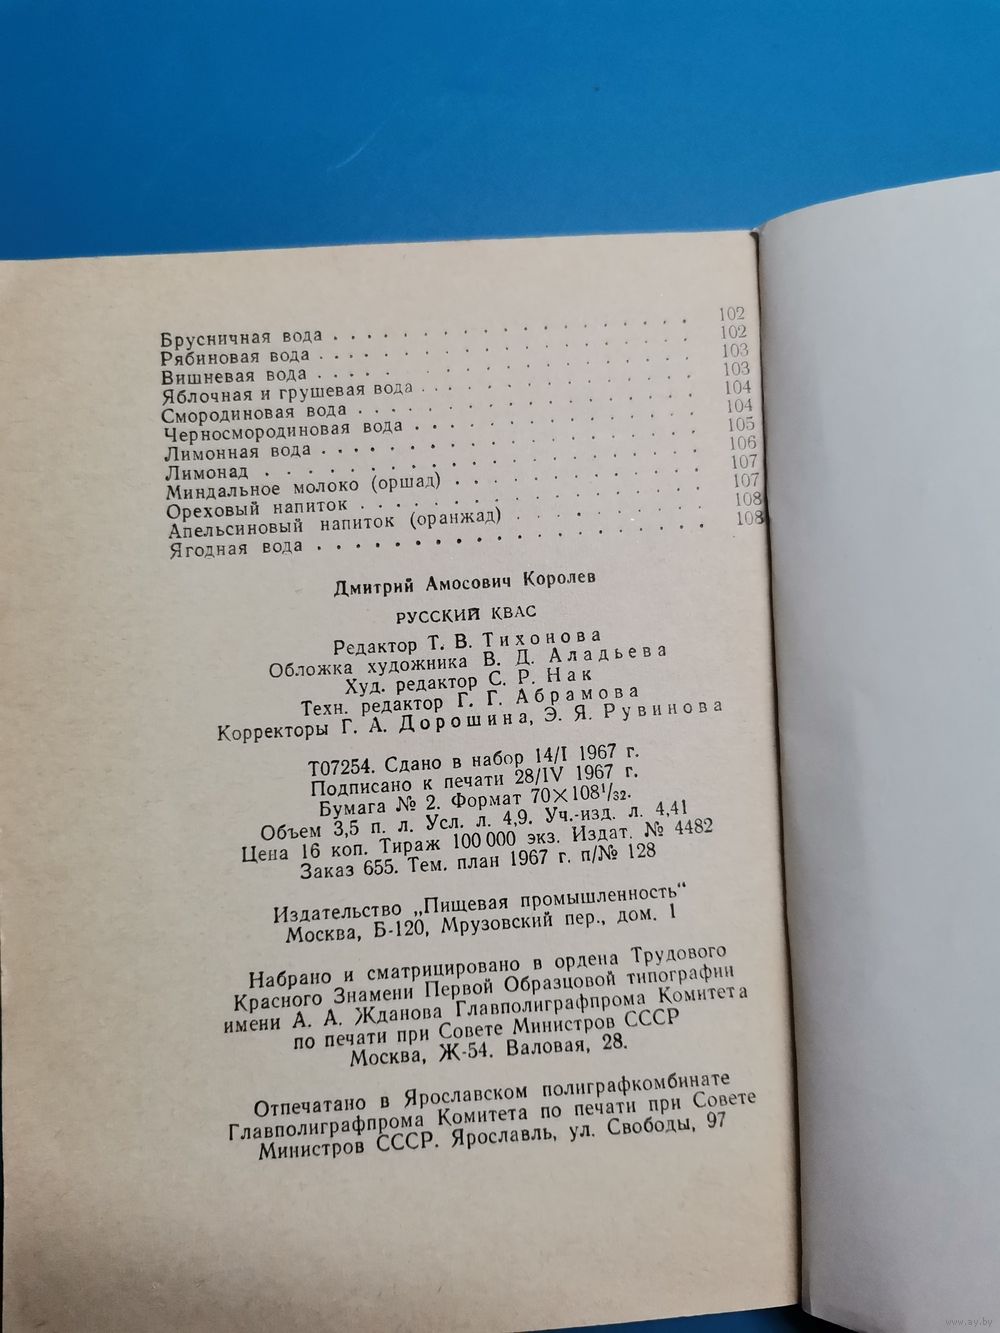 Брусничная вода . . . . . . . . . . . . . . . . . . . 102
Рябиновая вода . . . . . . . . . . . . . . . . . . . 102
Вишневая вода . . . . . . . . . . . . . . . . . . . 103
Яблочная и грушевая вода . . . . . . . . . . . . . . 103
Смородиновая вода . . . . . . . . . . . . . . . . . 104
Черносмородиновая вода . . . . . . . . . . . . . . . 104
Лимонная вода . . . . . . . . . . . . . . . . . . . 105
Лимонад . . . . . . . . . . . . . . . . . . . . . . 106
Миндальное молоко (оршад) . . . . . . . . . . . . . 107
Ореховый напиток . . . . . . . . . . . . . . . . . . 107
Апельсиновый напиток (оранжад) . . . . . . . . . . . 108
Ягодная вода . . . . . . . . . . . . . . . . . . . . 108
Дмитрий Амосович Королев
РУССКИЙ КВАС
Редактор Т. В. Тихонова
Обложка художника В. Д. Аладьева
Худ. редактор С. Р. Нак
Техн. редактор Г. Г. Абрамова
Корректоры Г. А. Дорошина, Э. Я. Рувинова
Т07254. Сдано в набор 14/I 1967 г.
Подписано к печати 28/IV 1967 г.
Бумага № 2. Формат 70×108¹/₃₂.
Объем 3,5 п. л. Усл. л. 4,9. Уч.-изд. л. 4,41
Цена 16 коп. Тираж 100 000 экз. Издат. № 4482
Заказ 655. Тем. план 1967 г. п/№ 128
Издательство „Пищевая промышленность“
Москва, Б-120, Мрузовский пер., дом. 1
Набрано и сматрицировано в ордена Трудового
Красного Знамени Первой Образцовой типографии
имени А. А. Жданова Главполиграфпрома Комитета
по печати при Совете Министров СССР
Москва, Ж-54. Валовая, 28.
Отпечатано в Ярославском полиграфкомбинате
Главполиграфпрома Комитета по печати при Совете
Министров СССР. Ярославль, ул. Свободы, 97
www.ay.by